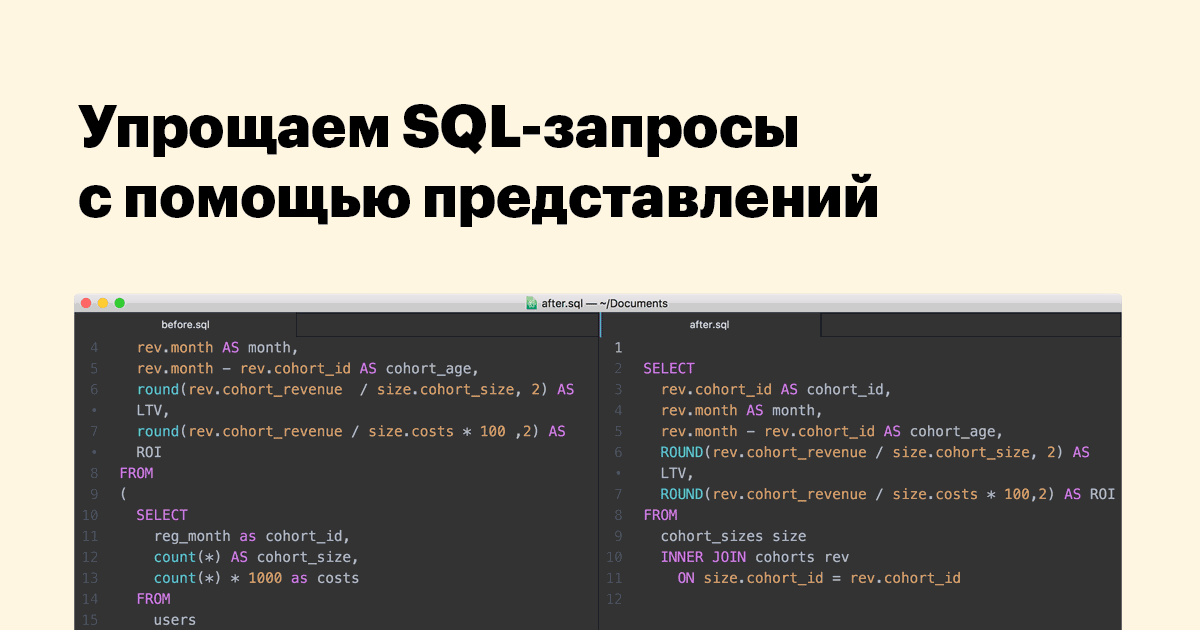 Упрощаем SQL-запросы
с помощью представлений
after.sql — ~/Documents
before.sql
4 rev.month AS month,
5 rev.month - rev.cohort_id AS cohort_age,
6 round(rev.cohort_revenue / size.cohort_size, 2) AS
• LTV,
7 round(rev.cohort_revenue / size.costs * 100 ,2) AS
• ROI
8 FROM
9 (
10 SELECT
11 reg_month as cohort_id,
12 count(*) AS cohort_size,
13 count(*) * 1000 as costs
14 FROM
15 users
after.sql
1
2 SELECT
3 rev.cohort_id AS cohort_id,
4 rev.month AS month,
5 rev.month - rev.cohort_id AS cohort_age,
6 ROUND(rev.cohort_revenue / size.cohort_size, 2) AS
• LTV,
7 ROUND(rev.cohort_revenue / size.costs * 100,2) AS ROI
8 FROM
9 cohort_sizes size
10 INNER JOIN cohorts rev
11 ON size.cohort_id = rev.cohort_id
12